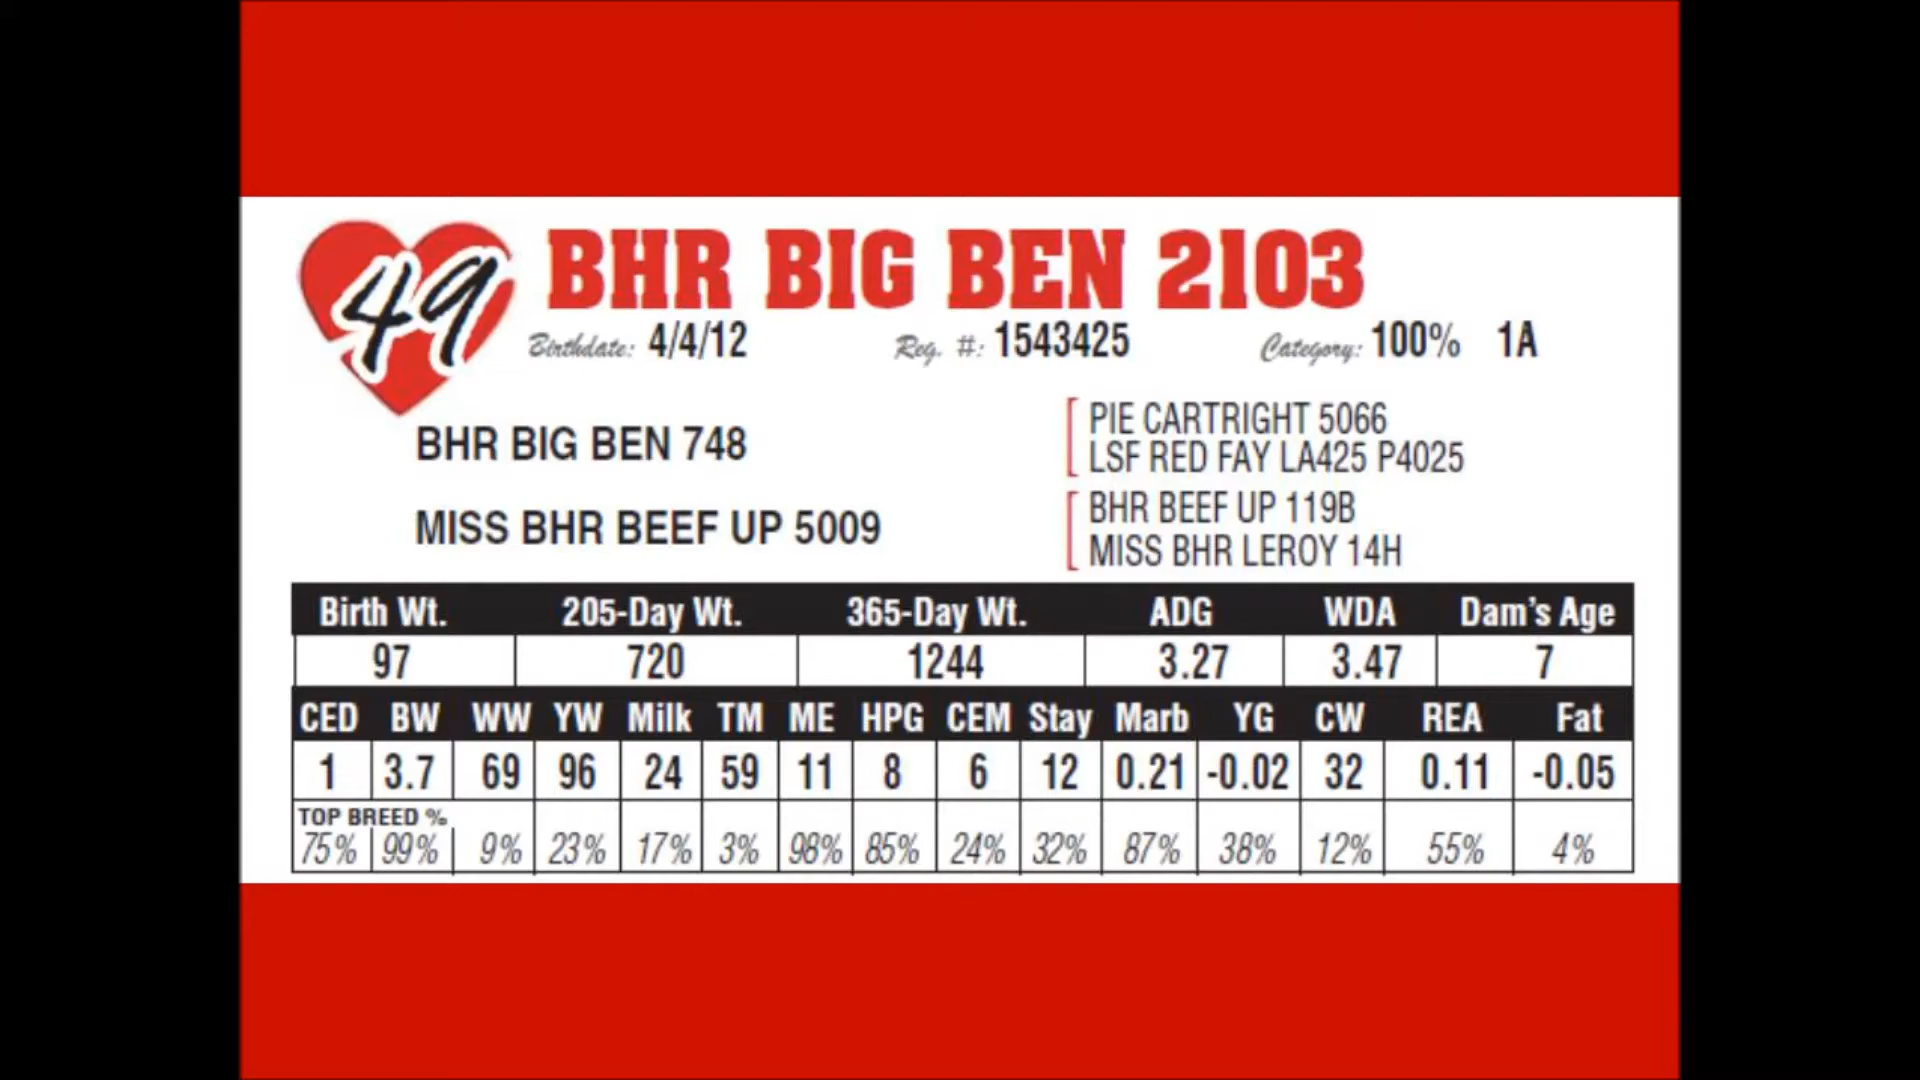 49
BHR BIG BEN 2103
Birthdate: 4/4/12 Reg. #: 1543425 Category: 100% 1A
BHR BIG BEN 748
PIE CARTRIGHT 5066
LSF RED FAY LA425 P4025
MISS BHR BEEF UP 5009
BHR BEEF UP 119B
MISS BHR LEROY 14H
Birth Wt. 205-Day Wt. 365-Day Wt. ADG WDA Dam's Age
97 720 1244 3.27 3.47 7
CED BW WW YW Milk TM ME HPG CEM Stay Marb YG CW REA Fat
1 3.7 69 96 24 59 11 8 6 12 0.21 -0.02 32 0.11 -0.05
TOP BREED %
75% 99% 9% 23% 17% 3% 98% 85% 24% 32% 87% 38% 12% 55% 4%